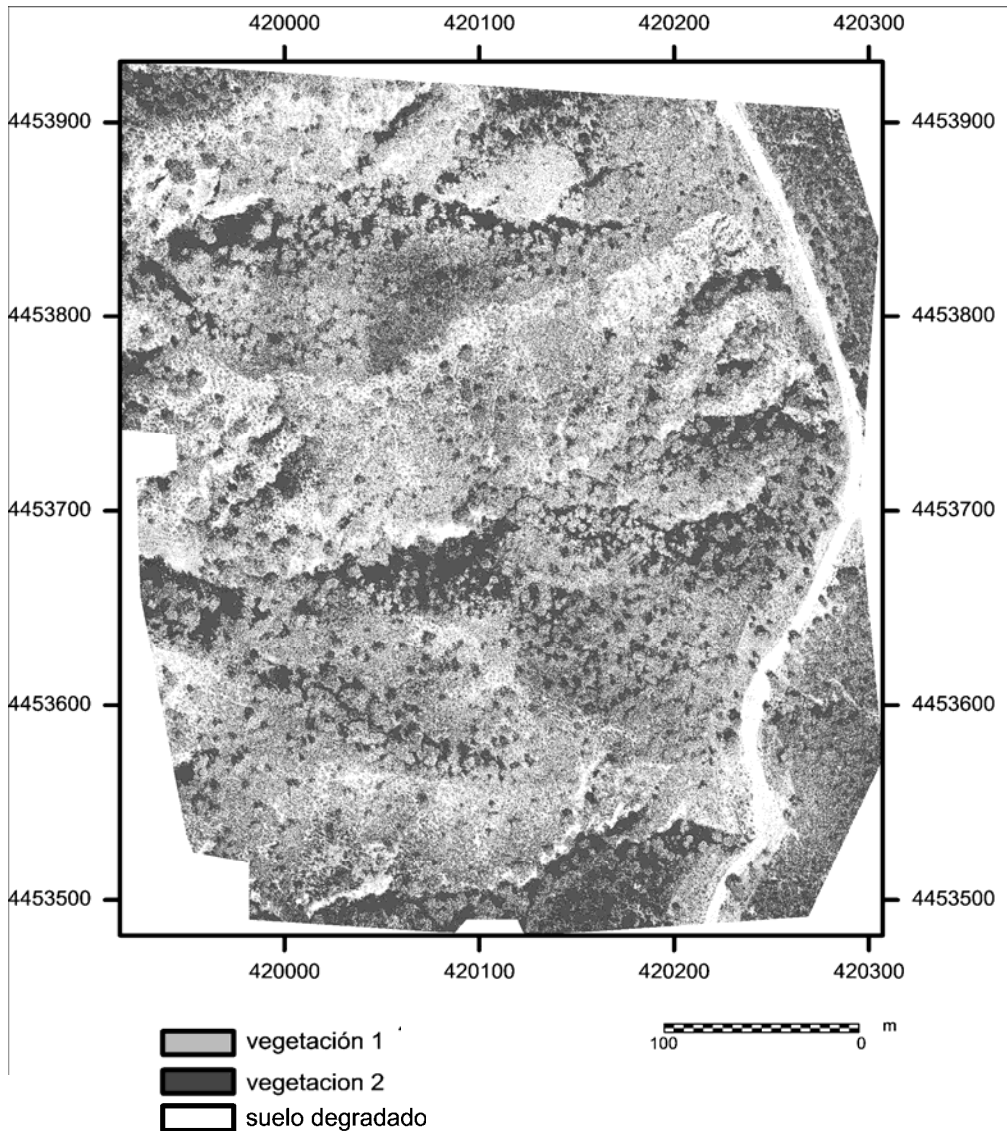 420000 420100 420200 420300
4453900 4453900
4453800 4453800
4453700 4453700
4453600 4453600
4453500 4453500
420000 420100 420200 420300
vegetación 1
vegetacion 2
suelo degradado
m
100 0